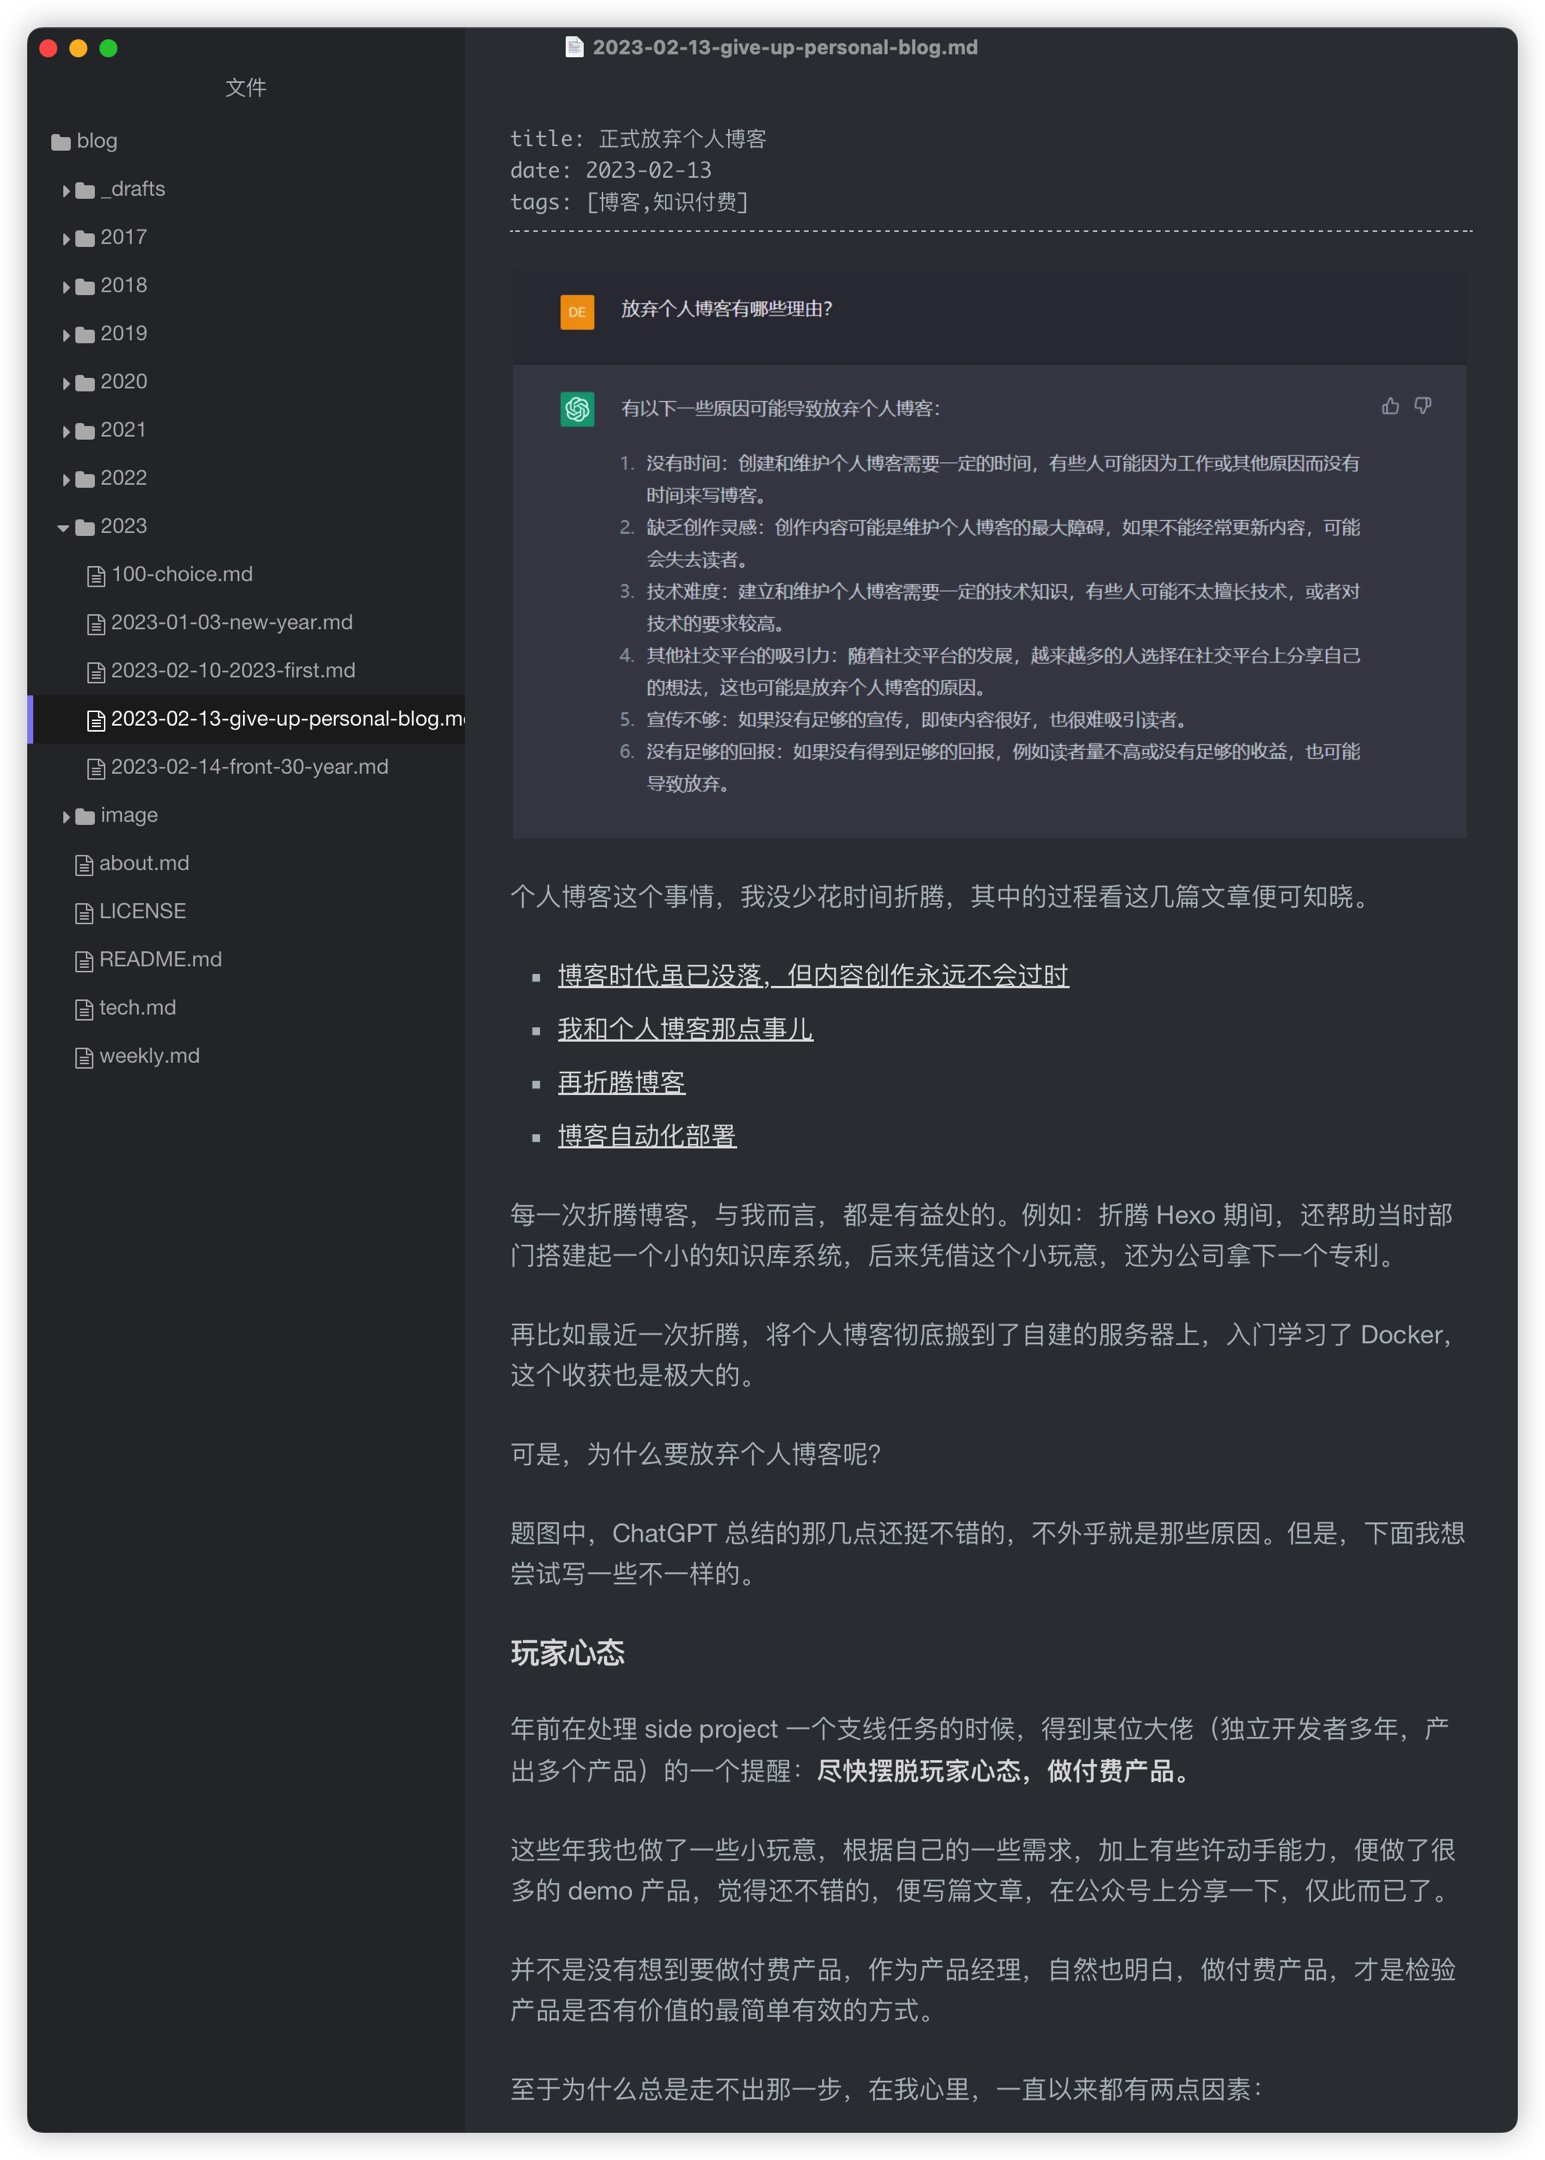 2023-02-13-give-up-personal-blog.md
文件
blog
_drafts
2017
2018
2019
2020
2021
2022
2023
100-choice.md
2023-01-03-new-year.md
2023-02-10-2023-first.md
2023-02-13-give-up-personal-blog.m
2023-02-14-front-30-year.md
image
about.md
LICENSE
README.md
tech.md
weekly.md
title: 正式放弃个人博客
date: 2023-02-13
tags: [博客,知识付费]
DE
放弃个人博客有哪些理由?
有以下一些原因可能导致放弃个人博客:
1. 没有时间：创建和维护个人博客需要一定的时间，有些人可能因为工作或其他原因而没有
时间来写博客。
2. 缺乏创作灵感：创作内容可能是维护个人博客的最大障碍，如果不能经常更新内容，可能
会失去读者。
3. 技术难度：建立和维护个人博客需要一定的技术知识，有些人可能不太擅长技术，或者对
技术的要求较高。
4. 其他社交平台的吸引力：随着社交平台的发展，越来越多的人选择在社交平台上分享自己
的想法，这也可能是放弃个人博客的原因。
5. 宣传不够：如果没有足够的宣传，即使内容很好，也很难吸引读者。
6. 没有足够的回报：如果没有得到足够的回报，例如读者量不高或没有足够的收益，也可能
导致放弃。
个人博客这个事情，我没少花时间折腾，其中的过程看这几篇文章便可知晓。
博客时代虽已没落，但内容创作永远不会过时
我和个人博客那点事儿
再折腾博客
博客自动化部署
每一次折腾博客，与我而言，都是有益处的。例如：折腾 Hexo 期间，还帮助当时部
门搭建起一个小的知识库系统，后来凭借这个小玩意，还为公司拿下一个专利。
再比如最近一次折腾，将个人博客彻底搬到了自建的服务器上，入门学习了 Docker，
这个收获也是极大的。
可是，为什么要放弃个人博客呢？
题图中，ChatGPT 总结的那几点还挺不错的，不外乎就是那些原因。但是，下面我想
尝试写一些不一样的。
玩家心态
年前在处理 side project 一个支线任务的时候，得到某位大佬（独立开发者多年，产
出多个产品）的一个提醒：尽快摆脱玩家心态，做付费产品。
这些年我也做了一些小玩意，根据自己的一些需求，加上有些许动手能力，便做了很
多的 demo 产品，觉得还不错的，便写篇文章，在公众号上分享一下，仅此而已了。
并不是没有想到要做付费产品，作为产品经理，自然也明白，做付费产品，才是检验
产品是否有价值的最简单有效的方式。
至于为什么总是走不出那一步，在我心里，一直以来都有两点因素：